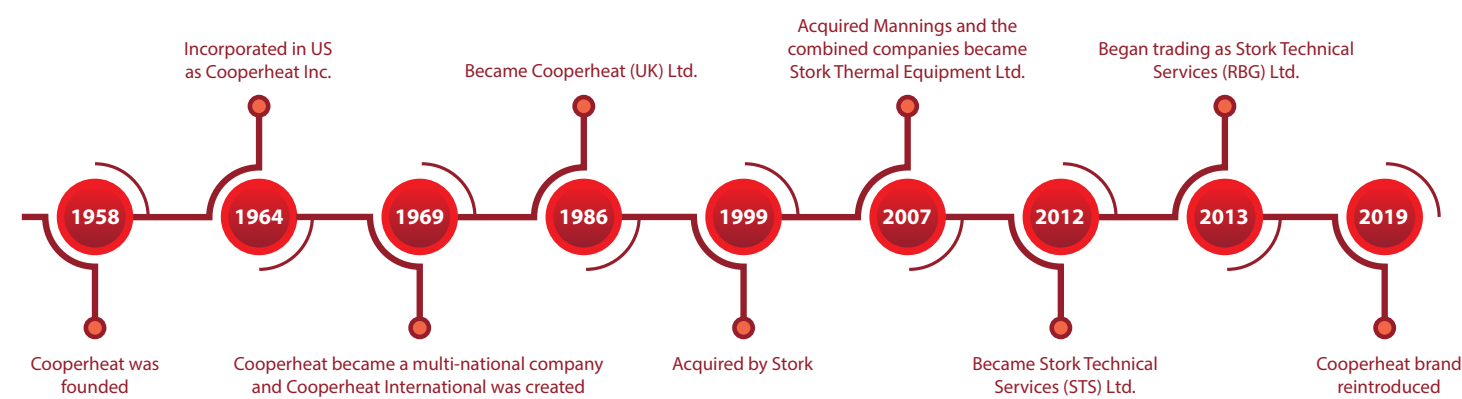 1958
Cooperheat was
founded
Incorporated in US
as Cooperheat Inc.
1964
1969
Cooperheat became a multi-national company
and Cooperheat International was created
Became Cooperheat (UK) Ltd.
1986
1999
Acquired by Stork
Acquired Mannings and the
combined companies became
Stork Thermal Equipment Ltd.
2007
2012
Became Stork Technical
Services (STS) Ltd.
Began trading as Stork Technical
Services (RBG) Ltd.
2013
2019
Cooperheat brand
reintroduced